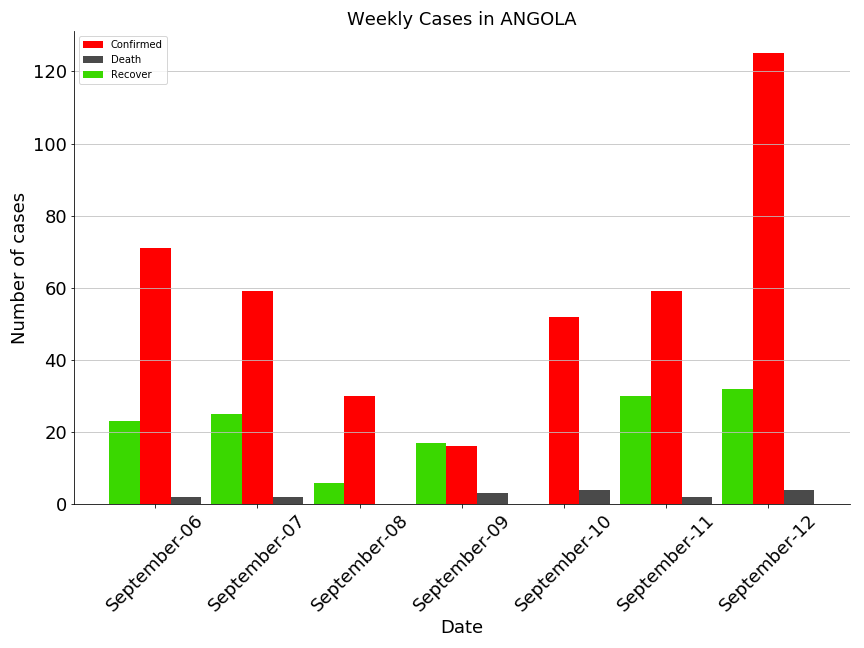 Weekly Cases in ANGOLA
Confirmed
Death
Recover
120
100
80
60
40
20
0
Number of cases
September-06
September-07
September-08
September-09
September-10
September-11
September-12
Date